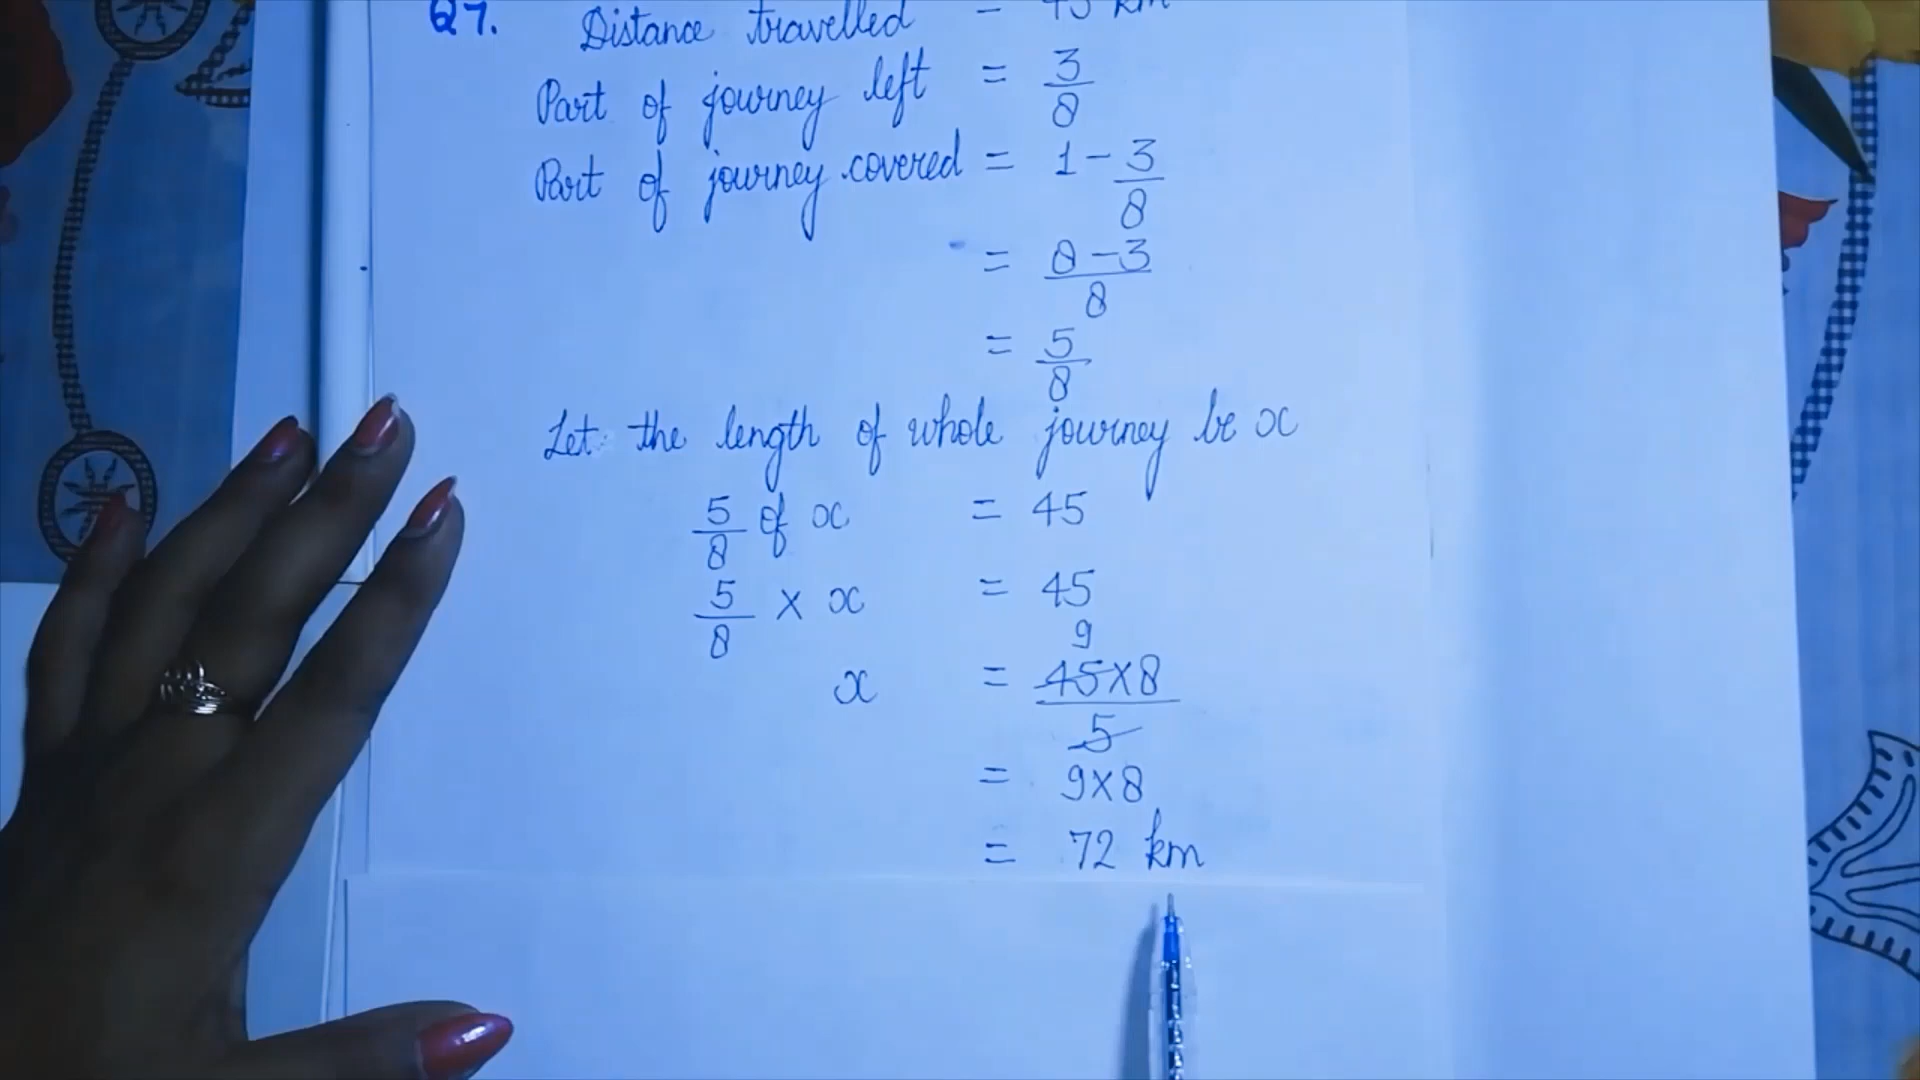 Q7. Distance travelled = 45 km
Part of journey left = 3/8
Part of journey covered = 1 - 3/8
= 8-3/8
= 5/8
Let the length of whole journey be x
5/8 of x = 45
5/8 × x = 45
9
x = 45×8/5
= 9×8
= 72 km